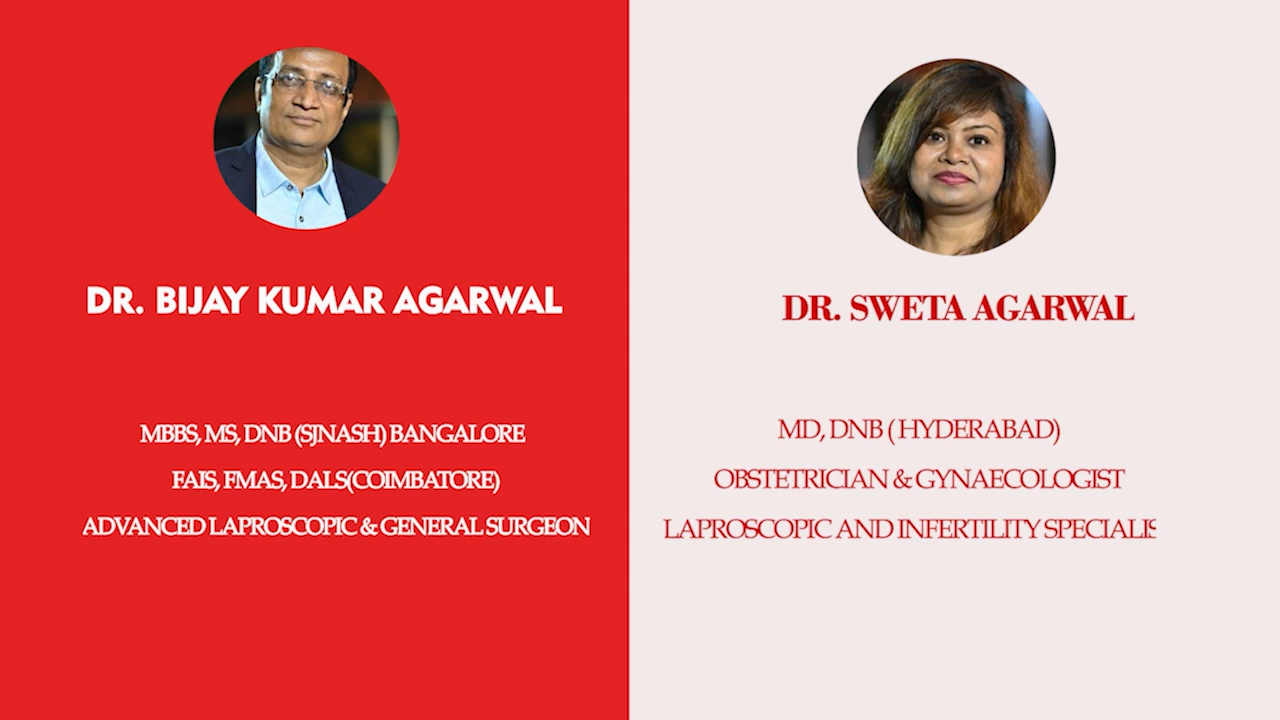 DR. BIJAY KUMAR AGARWAL
MBBS, MS, DNB (SJNASH) BANGALORE
FAIS, FMAS, DALS(COIMBATORE)
ADVANCED LAPROSCOPIC & GENERAL SURGEON
DR. SWETA AGARWAL
MD, DNB ( HYDERABAD)
OBSTETRICIAN & GYNAECOLOGIST
LAPROSCOPIC AND INFERTILITY SPECIALIS